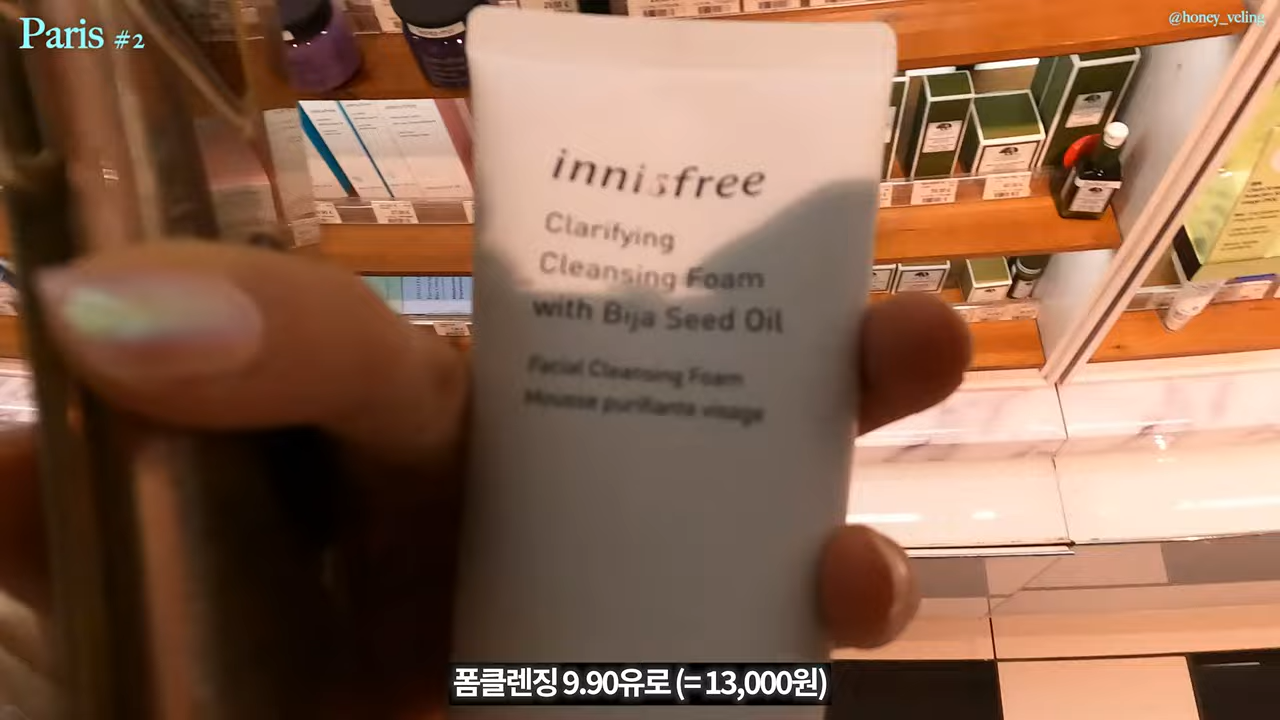 Paris #2
@honey_veling
innisfree
Clarifying
Cleansing Foam
with Bija Seed Oil
Facial Cleansing Foam
Mousse purifiante visage
폼클렌징 9.90유로 (= 13,000원)